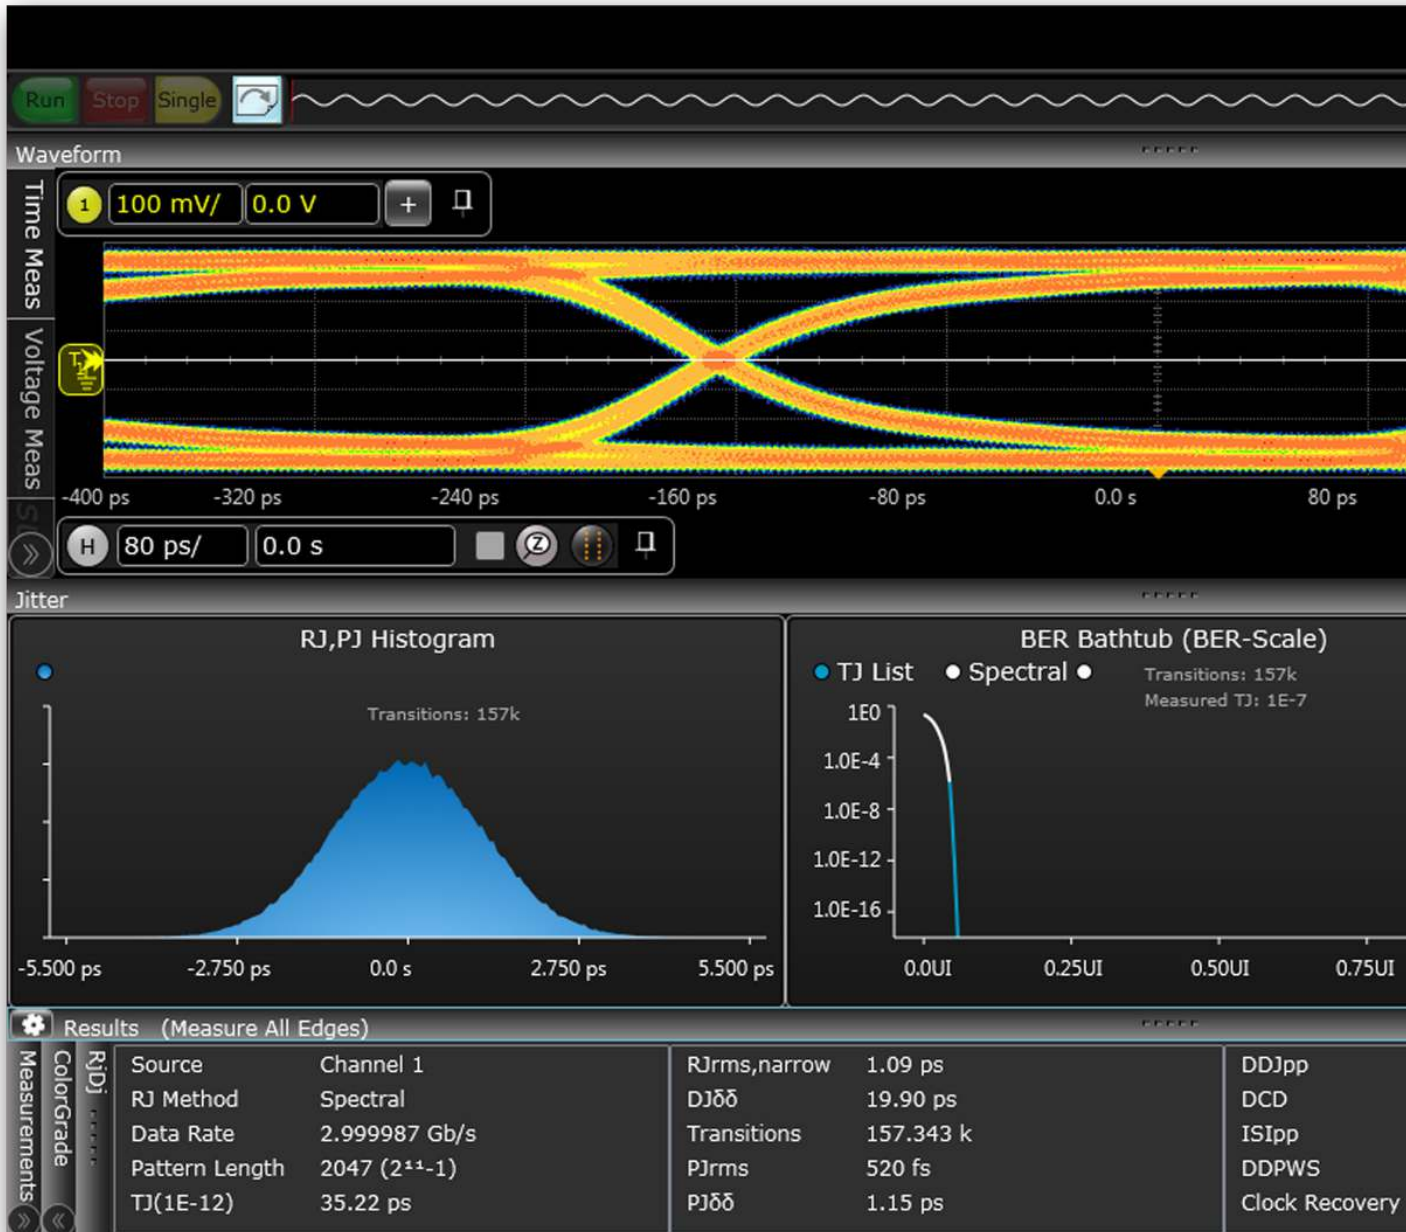 Run Stop Single
Waveform
Time Meas
Voltage Meas
1 100 mV/ 0.0 V +
T
-400 ps -320 ps -240 ps -160 ps -80 ps 0.0 s 80 ps
H 80 ps/ 0.0 s Z
Jitter
RJ,PJ Histogram
Transitions: 157k
-5.500 ps -2.750 ps 0.0 s 2.750 ps 5.500 ps
BER Bathtub (BER-Scale)
TJ List Spectral
Transitions: 157k
Measured TJ: 1E-7
1E0
1.0E-4
1.0E-8
1.0E-12
1.0E-16
0.0UI 0.25UI 0.50UI 0.75UI
Results (Measure All Edges)
Measurements
ColorGrade
RjDj
Source Channel 1
RJ Method Spectral
Data Rate 2.999987 Gb/s
Pattern Length 2047 (2¹¹-1)
TJ(1E-12) 35.22 ps
RJrms,narrow 1.09 ps
DJδδ 19.90 ps
Transitions 157.343 k
PJrms 520 fs
PJδδ 1.15 ps
DDJpp
DCD
ISIpp
DDPWS
Clock Recovery